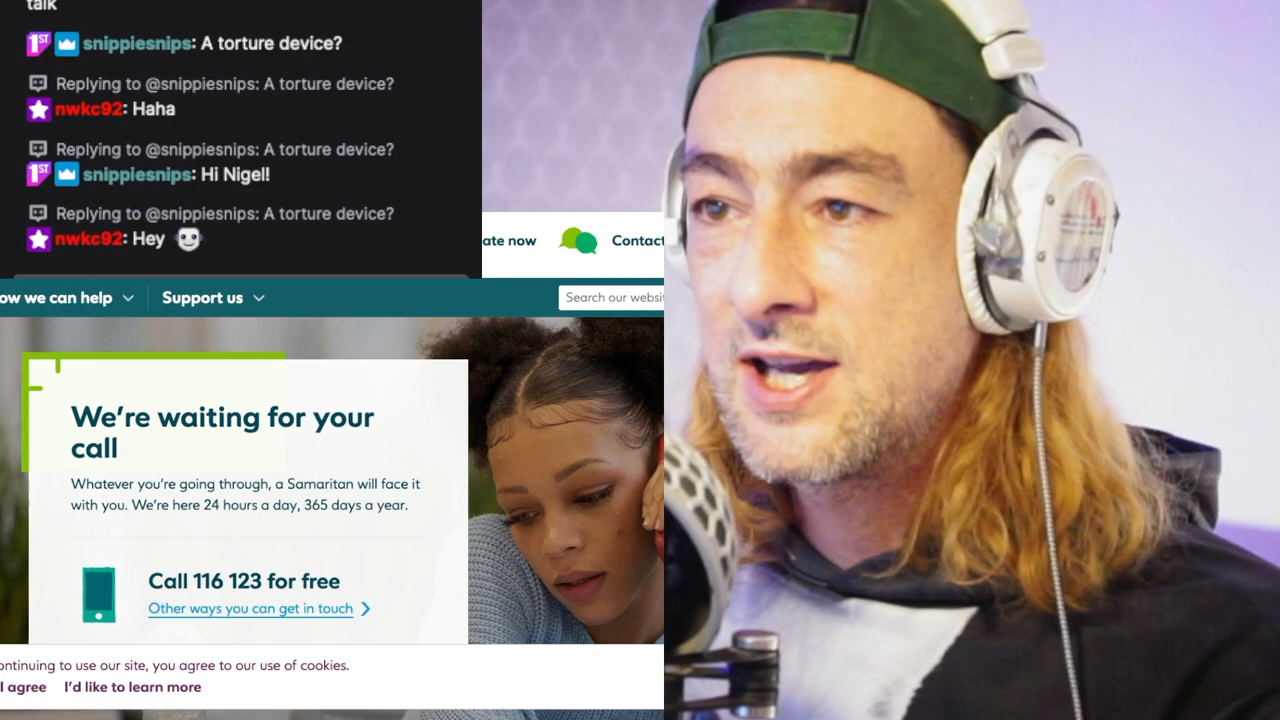 talk
1ST snippiesnips: A torture device?
Replying to @snippiesnips: A torture device?
nwkc92: Haha
Replying to @snippiesnips: A torture device?
1ST snippiesnips: Hi Nigel!
Replying to @snippiesnips: A torture device?
nwkc92: Hey
ate now Contact
ow we can help Support us Search our websi
We're waiting for your
call
Whatever you're going through, a Samaritan will face it
with you. We're here 24 hours a day, 365 days a year.
Call 116 123 for free
Other ways you can get in touch
ontinuing to use our site, you agree to our use of cookies.
I agree I'd like to learn more